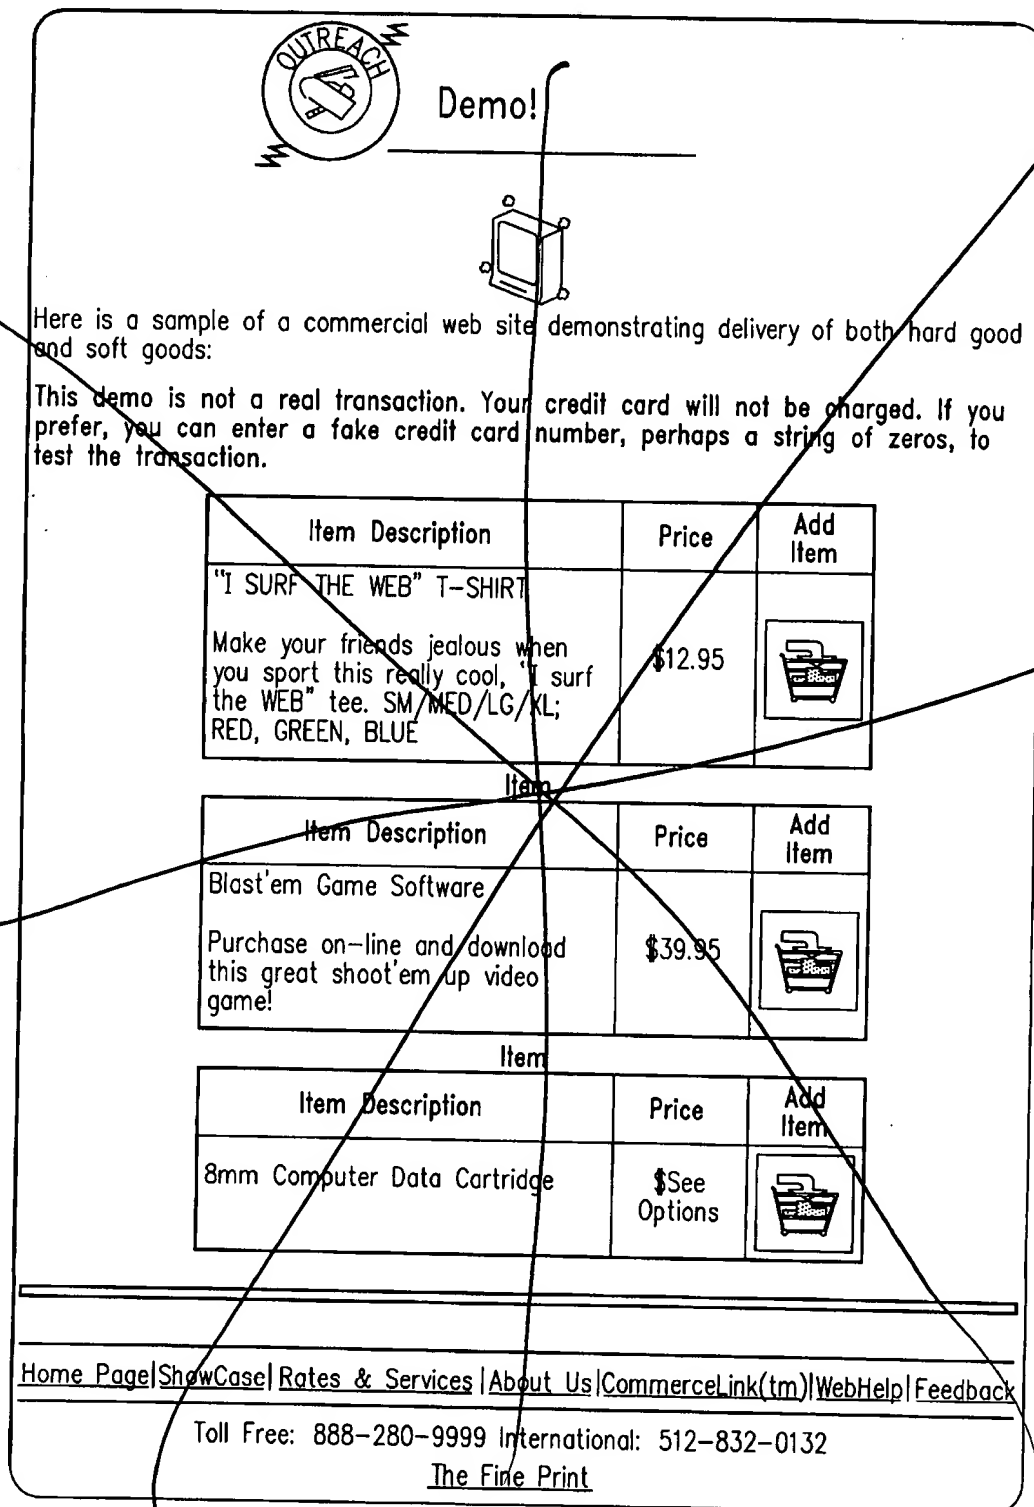 OUTREACH
Demo!
Here is a sample of a commercial web site demonstrating delivery of both hard good
and soft goods:
This demo is not a real transaction. Your credit card will not be charged. If you
prefer, you can enter a fake credit card number, perhaps a string of zeros, to
test the transaction.
Item Description Price Add
Item
"I SURF THE WEB" T-SHIRT
Make your friends jealous when
you sport this really cool, "I surf
the WEB" tee. SM/MED/LG/XL;
RED, GREEN, BLUE
$12.95
Item
Item Description Price Add
Item
Blast'em Game Software
Purchase on-line and download
this great shoot'em up video
game!
$39.95
Item
Item Description Price Add
Item
8mm Computer Data Cartridge
$See
Options
Home Page|ShowCase|Rates & Services|About Us|CommerceLink(tm)|WebHelp|Feedback
Toll Free: 888-280-9999 International: 512-832-0132
The Fine Print